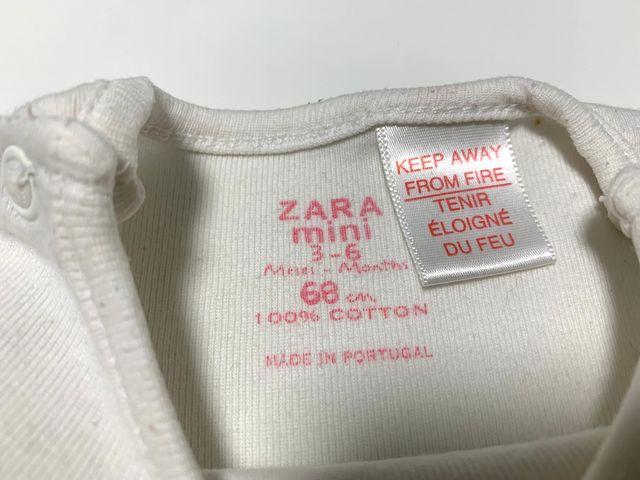 ZARA
mini
3-6
Meses - Months
68 cm.
100% COTTON
MADE IN PORTUGAL
KEEP AWAY
FROM FIRE
TENIR
ÉLOIGNÉ
DU FEU